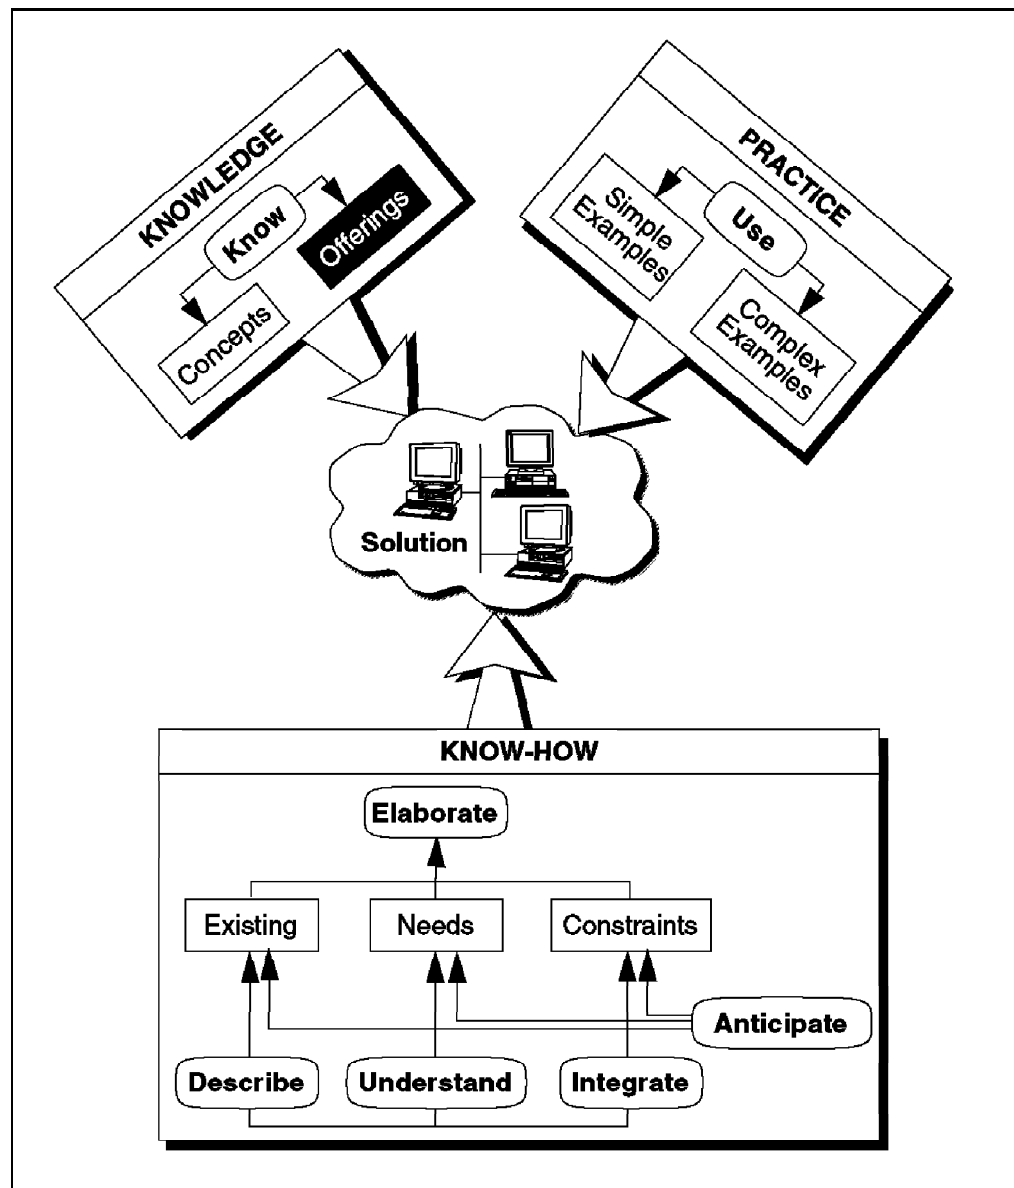 KNOWLEDGE
Know
Offerings
Concepts
PRACTICE
Simple
Examples
Use
Complex
Examples
Solution
KNOW-HOW
Elaborate
Existing
Needs
Constraints
Anticipate
Describe
Understand
Integrate